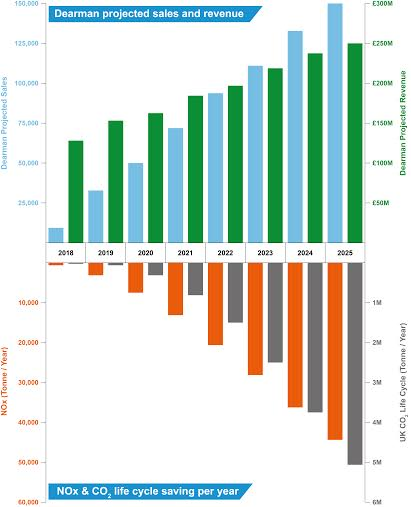 Dearman projected sales and revenue
150,000
125,000
100,000
75,000
50,000
25,000
Dearman Projected Sales
£300M
£250M
£200M
£150M
£100M
£50M
Dearman Projected Revenue
2018 2019 2020 2021 2022 2023 2024 2025
10,000
20,000
30,000
40,000
50,000
60,000
NOx (Tonne / Year)
1M
2M
3M
4M
5M
6M
UK CO₂ Life Cycle (Tonne / Year)
NOx & CO₂ life cycle saving per year